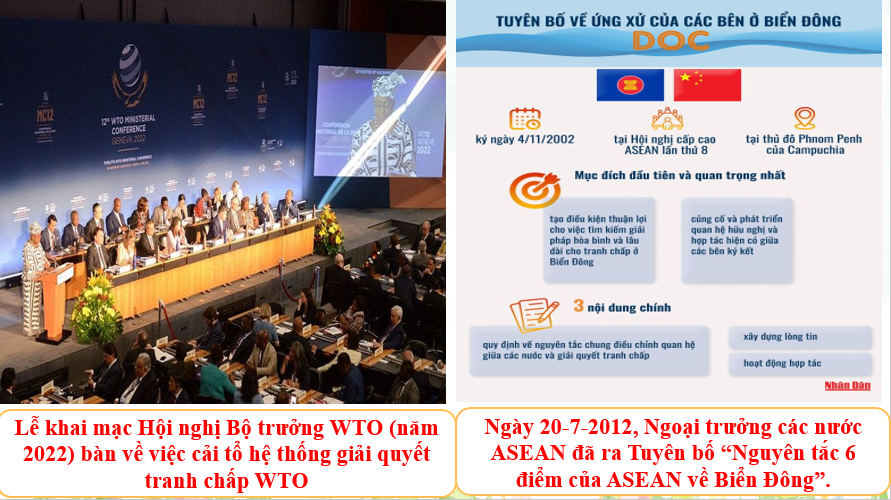 12th WTO MINISTERIAL
CONFERENCE
GENEVA 2022
MC12
MC12
CONFERENCIA
MC12
GENÈVE
2022
TWELFTH WTO MINISTERIAL CONFERENCE
Lễ khai mạc Hội nghị Bộ trưởng WTO (năm
2022) bàn về việc cải tổ hệ thống giải quyết
tranh chấp WTO
TUYÊN BỐ VỀ ỨNG XỬ CỦA CÁC BÊN Ở BIỂN ĐÔNG
DOC
ký ngày 4/11/2002
tại Hội nghị cấp cao
ASEAN lần thứ 8
tại thủ đô Phnom Penh
của Campuchia
Mục đích đầu tiên và quan trọng nhất
tạo điều kiện thuận lợi
cho việc tìm kiếm giải
pháp hòa bình và lâu
dài cho tranh chấp ở
Biển Đông
củng cố và phát triển
quan hệ hữu nghị và
hợp tác hiện có giữa
các bên ký kết
3 nội dung chính
quy định về nguyên tắc chung điều chỉnh quan hệ
giữa các nước và giải quyết tranh chấp
xây dựng lòng tin
hoạt động hợp tác
Nhân Dân
Ngày 20-7-2012, Ngoại trưởng các nước
ASEAN đã ra Tuyên bố “Nguyên tắc 6
điểm của ASEAN về Biển Đông”.